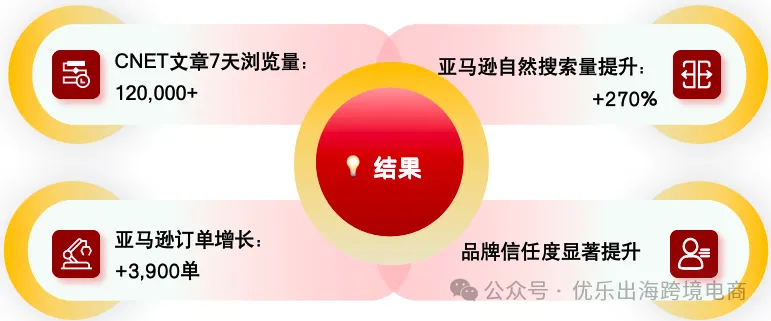 CNET文章7天浏览量：
120,000+
亚马逊自然搜索量提升：
+270%
💡 结果
亚马逊订单增长：
+3,900单
品牌信任度显著提升
公众号 · 优乐出海跨境电商